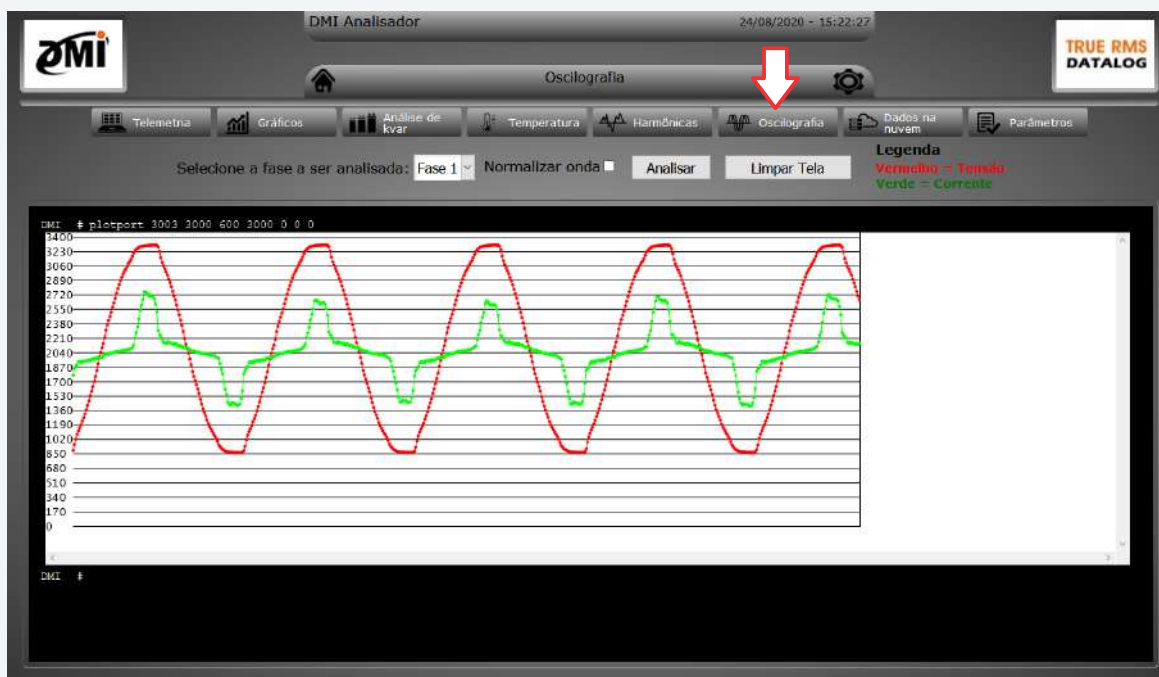 DMI Analisador
24/08/2020 - 15:22:27
DMI
TRUE RMS
DATALOG
Oscilografia
Telemetria
Gráficos
Análise de
kvar
Temperatura
Harmônicas
Oscilografia
Dados na
nuvem
Parâmetros
Selecione a fase a ser analisada:
Fase 1
Normalizar onda
Analisar
Limpar Tela
Legenda
Vermelho = Tensão
Verde = Corrente
DMI # plotport 3003 3000 600 3000 0 0 0
3400
3230
3060
2890
2720
2550
2380
2210
2040
1870
1700
1530
1360
1190
1020
850
680
510
340
170
0
DMI #